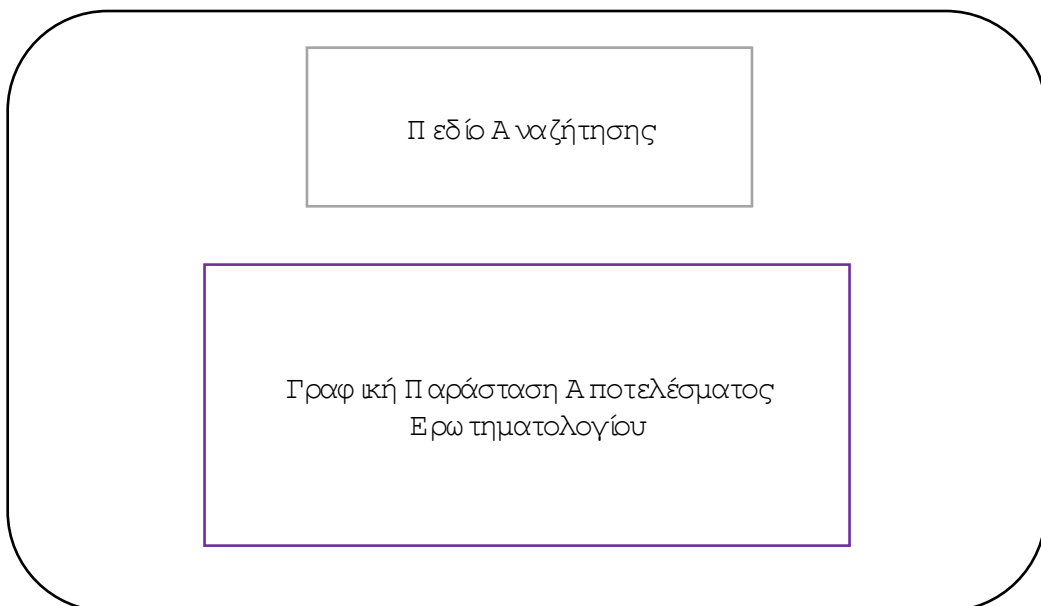 Πεδίο Αναζήτησης
Γραφική Παράσταση Αποτελέσματος
Ερωτηματολογίου